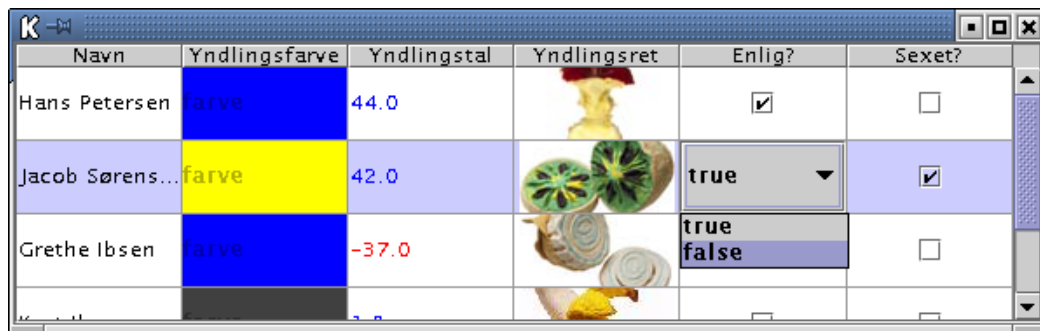 Navn Yndlingsfarve Yndlingstal Yndlingsret Enlig? Sexet?
Hans Petersen farve 44.0
Jacob Sørens... farve 42.0 true
true
false
Grethe Ibsen farve -37.0